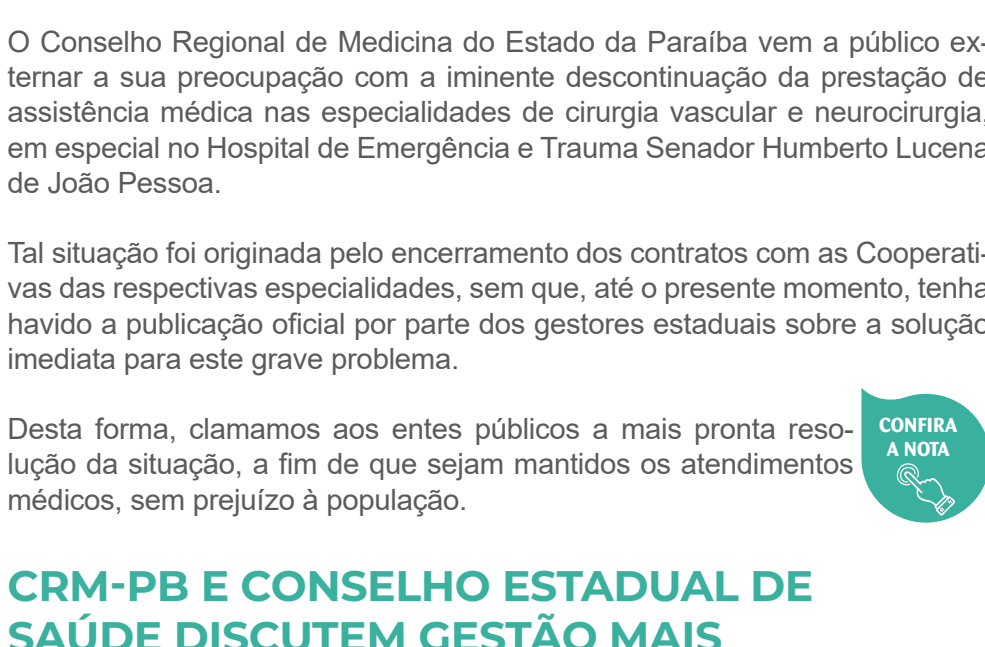 O Conselho Regional de Medicina do Estado da Paraíba vem a público ex-
ternar a sua preocupação com a iminente descontinuação da prestação de
assistência médica nas especialidades de cirurgia vascular e neurocirurgia,
em especial no Hospital de Emergência e Trauma Senador Humberto Lucena
de João Pessoa.
Tal situação foi originada pelo encerramento dos contratos com as Cooperati-
vas das respectivas especialidades, sem que, até o presente momento, tenha
havido a publicação oficial por parte dos gestores estaduais sobre a solução
imediata para este grave problema.
Desta forma, clamamos aos entes públicos a mais pronta reso-
lução da situação, a fim de que sejam mantidos os atendimentos
médicos, sem prejuízo à população.
CONFIRA
A NOTA
CRM-PB E CONSELHO ESTADUAL DE
SAÚDE DISCUTEM GESTÃO MAIS